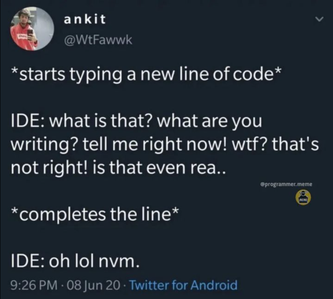 ankit
@WtFawwk
*starts typing a new line of code*
IDE: what is that? what are you
writing? tell me right now! wtf? that's
not right! is that even rea..
@programmer.meme
*completes the line*
IDE: oh lol nvm.
9:26 PM · 08 Jun 20 · Twitter for Android